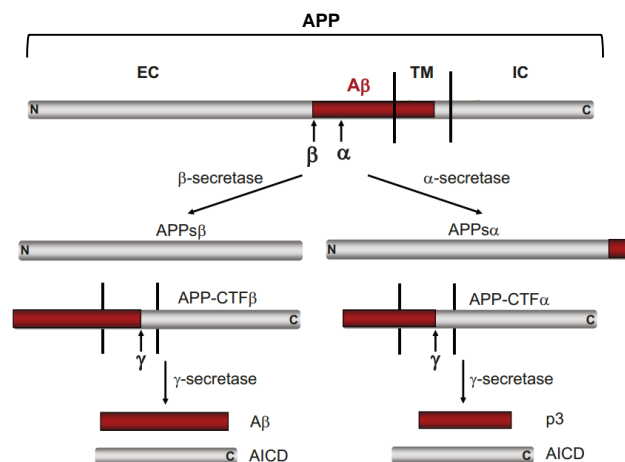 APP
EC TM IC
Aβ
N C
β α
β-secretase α-secretase
APPsβ APPsα
N N
APP-CTFβ APP-CTFα
C C
γ γ
γ-secretase γ-secretase
Aβ p3
C AICD C AICD